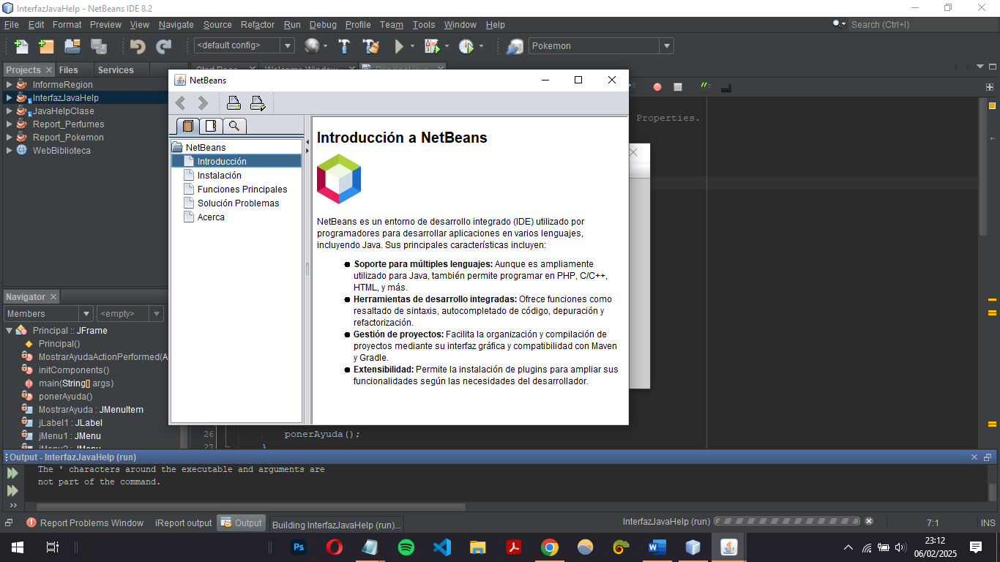 InterfazJavaHelp - NetBeans IDE 8.2
File Edit Format Preview View Navigate Source Refactor Run Debug Profile Team Tools Window Help
Search (Ctrl+I)
<default config>
Pokemon
Projects Files Services
Start Page Welcome Window Principal.java
InformeRegion
InterfazJavaHelp
JavaHelpClase
Report_Perfumes
Report_Pokemon
WebBiblioteca
Properties.
NetBeans
NetBeans
Introducción
Instalación
Funciones Principales
Solución Problemas
Acerca
Introducción a NetBeans
NetBeans es un entorno de desarrollo integrado (IDE) utilizado por
programadores para desarrollar aplicaciones en varios lenguajes,
incluyendo Java. Sus principales características incluyen:
Soporte para múltiples lenguajes: Aunque es ampliamente
utilizado para Java, también permite programar en PHP, C/C++,
HTML, y más.
Herramientas de desarrollo integradas: Ofrece funciones como
resaltado de sintaxis, autocompletado de código, depuración y
refactorización.
Gestión de proyectos: Facilita la organización y compilación de
proyectos mediante su interfaz gráfica y compatibilidad con Maven
y Gradle.
Extensibilidad: Permite la instalación de plugins para ampliar sus
funcionalidades según las necesidades del desarrollador.
Navigator
Members
<empty>
Principal :: JFrame
Principal()
MostrarAyudaActionPerformed(A
initComponents()
main(String[] args)
ponerAyuda()
MostrarAyuda : JMenuItem
jLabel1 : JLabel
jMenu1 : JMenu
jMenu2 : JMenu
26 ponerAyuda();
27 }
Output - InterfazJavaHelp (run)
The ' characters around the executable and arguments are
not part of the command.
Report Problems Window iReport output Output
Building InterfazJavaHelp (run)...
InterfazJavaHelp (run)
7:1 INS
Ps
23:12
06/02/2025